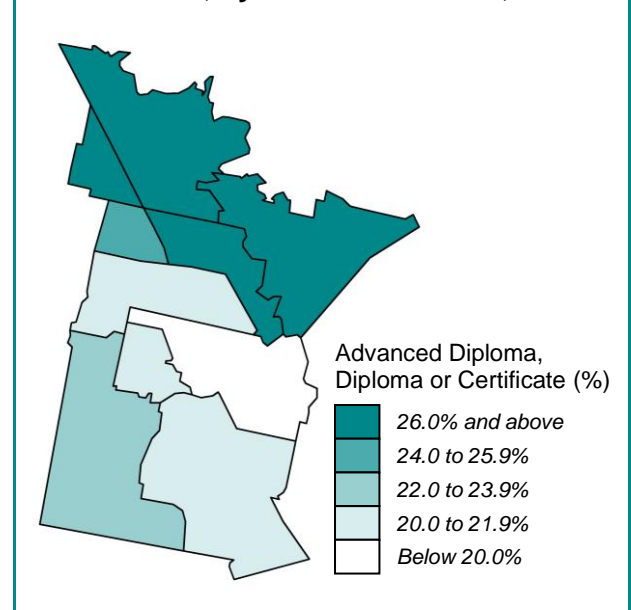 Advanced Diploma,
Diploma or Certificate (%)
26.0% and above
24.0 to 25.9%
22.0 to 23.9%
20.0 to 21.9%
Below 20.0%